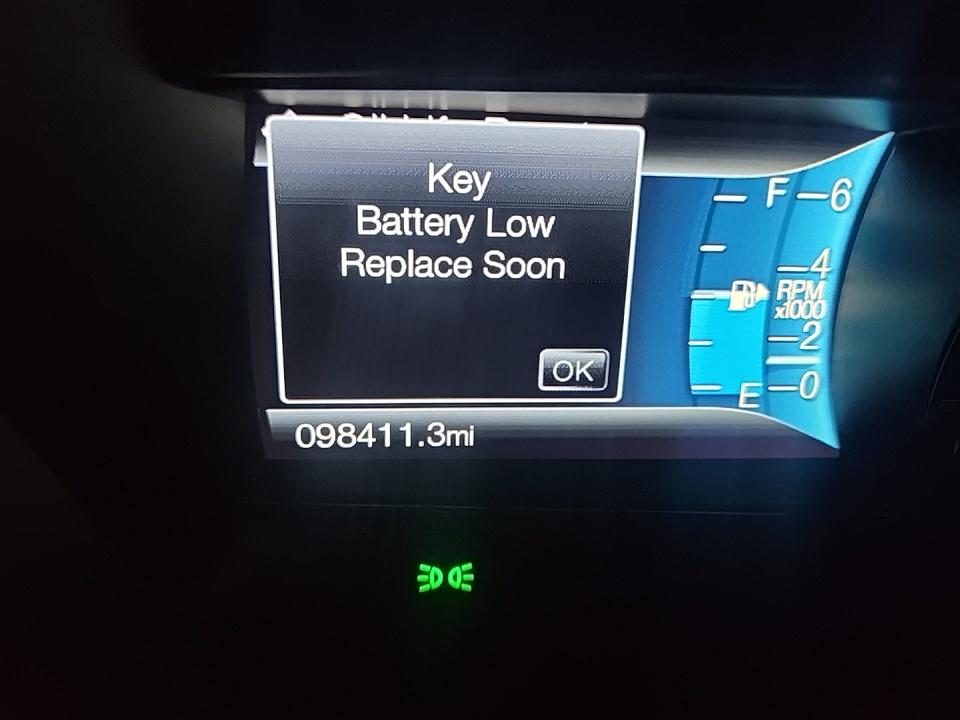 Key
Battery Low
Replace Soon
OK
F 6
4
RPM
x1000
2
E 0
098411.3mi